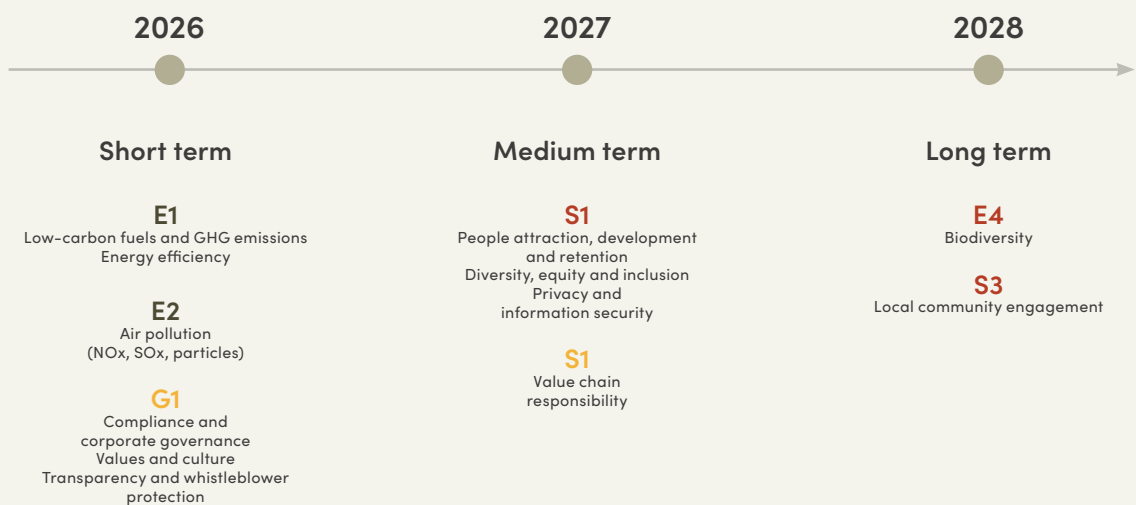 2026
2027
2028
Short term
E1
Low-carbon fuels and GHG emissions
Energy efficiency
E2
Air pollution
(NOx, SOx, particles)
G1
Compliance and
corporate governance
Values and culture
Transparency and whistleblower
protection
Medium term
S1
People attraction, development
and retention
Diversity, equity and inclusion
Privacy and
information security
S1
Value chain
responsibility
Long term
E4
Biodiversity
S3
Local community engagement